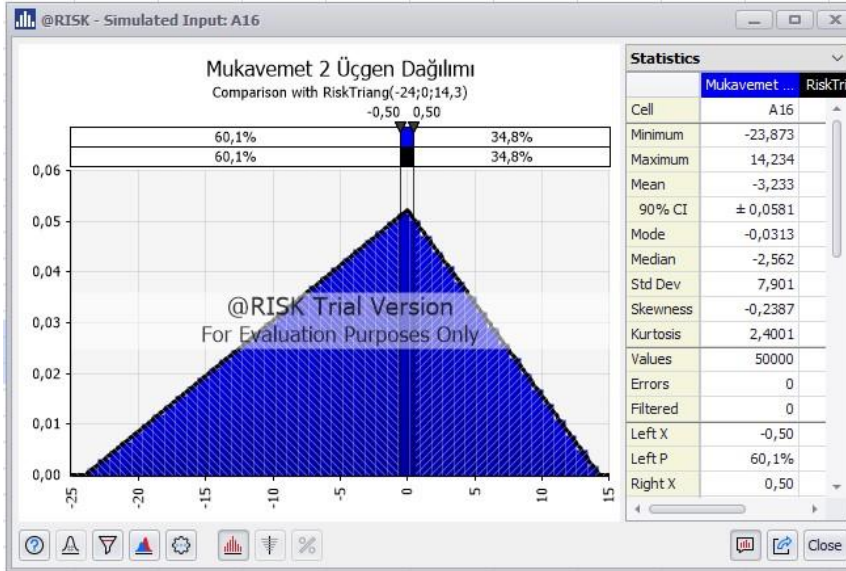 @RISK - Simulated Input: A16
Mukavemet 2 Üçgen Dağılımı
Comparison with RiskTriang(-24;0;14,3)
-0,50 0,50
60,1% 34,8%
60,1% 34,8%
0,06
0,05
0,04
0,03
0,02
0,01
0,00
@RISK Trial Version
For Evaluation Purposes Only
-25 -20 -15 -10 -5 0 5 10 15
Statistics
Mukavemet ... RiskTri
Cell A16
Minimum -23,873
Maximum 14,234
Mean -3,233
90% CI ± 0,0581
Mode -0,0313
Median -2,562
Std Dev 7,901
Skewness -0,2387
Kurtosis 2,4001
Values 50000
Errors 0
Filtered 0
Left X -0,50
Left P 60,1%
Right X 0,50
Close